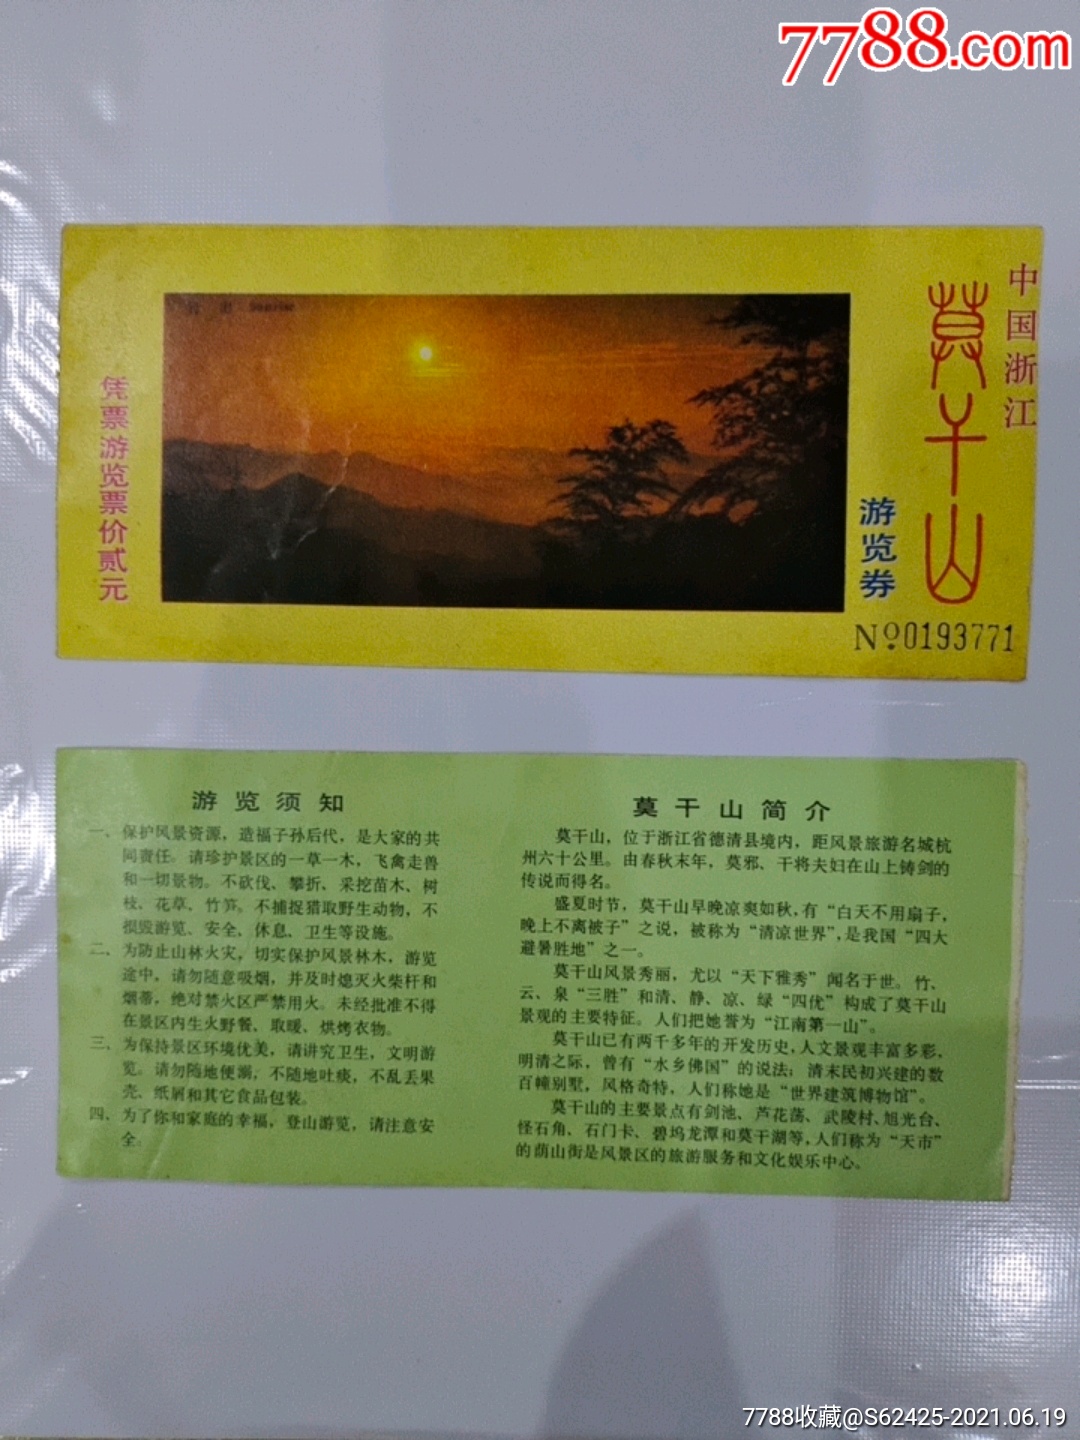 7788.com
日出 Sunrise
凭票游览票价贰元
中国浙江
莫干山
游览券
No 0193771
游览须知
一、保护风景资源，造福子孙后代，是大家的共
同责任。请珍护景区的一草一木，飞禽走兽
和一切景物。不砍伐、攀折、采挖苗木、树
枝、花草、竹笋。不捕捉猎取野生动物，不
损毁游览、安全、休息、卫生等设施。
二、为防止山林火灾，切实保护风景林木，游览
途中，请勿随意吸烟，并及时熄灭火柴杆和
烟蒂，绝对禁火区严禁用火。未经批准不得
在景区内生火野餐、取暖、烘烤衣物。
三、为保持景区环境优美，请讲究卫生，文明游
览。请勿随地便溺，不随地吐痰，不乱丢果
壳、纸屑和其它食品包装。
四、为了你和家庭的幸福，登山游览，请注意安
全。
莫干山简介
莫干山，位于浙江省德清县境内，距风景旅游名城杭
州六十公里。由春秋末年，莫邪、干将夫妇在山上铸剑的
传说而得名。
盛夏时节，莫干山早晚凉爽如秋，有“白天不用扇子，
晚上不离被子”之说，被称为“清凉世界”，是我国“四大
避暑胜地”之一。
莫干山风景秀丽，尤以“天下雅秀”闻名于世。竹、
云、泉“三胜”和清、静、凉、绿“四优”构成了莫干山
景观的主要特征。人们把她誉为“江南第一山”。
莫干山已有两千多年的开发历史，人文景观丰富多彩，
明清之际，曾有“水乡佛国”的说法；清末民初兴建的数
百幢别墅，风格奇特，人们称她是“世界建筑博物馆”。
莫干山的主要景点有剑池、芦花荡、武陵村、旭光台、
怪石角、石门卡、碧坞龙潭和莫干湖等，人们称为“天市”
的荫山街是风景区的旅游服务和文化娱乐中心。
7788收藏@S62425-2021.06.19